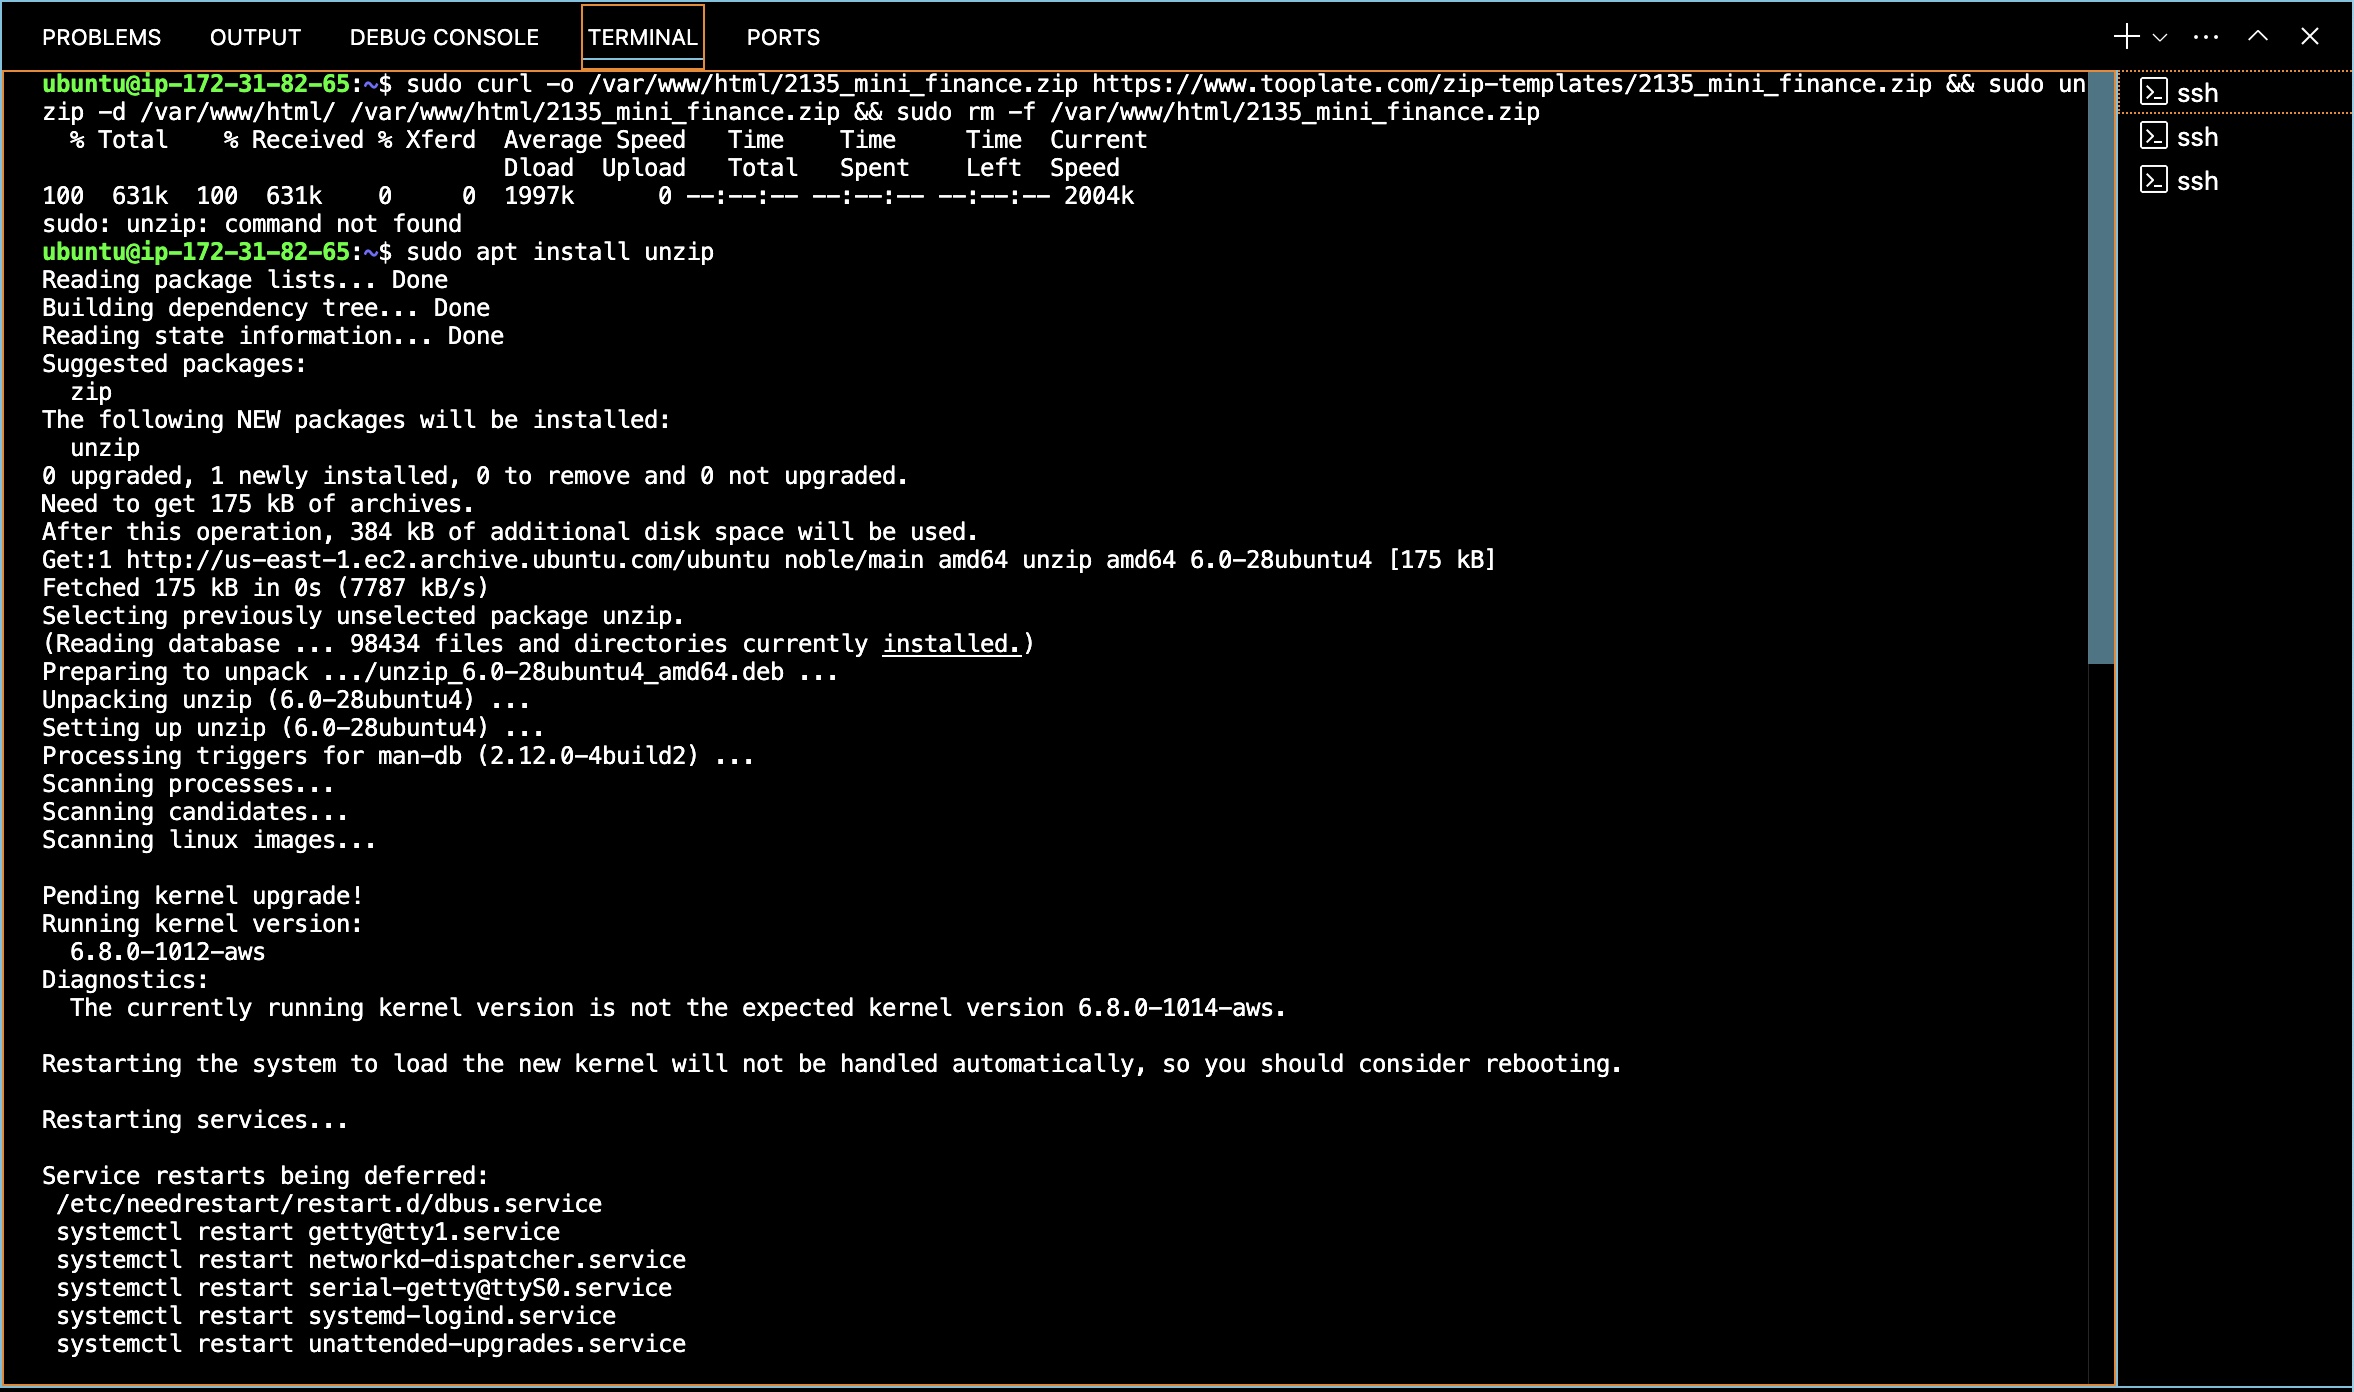 PROBLEMS OUTPUT DEBUG CONSOLE TERMINAL PORTS
ubuntu@ip-172-31-82-65:~$ sudo curl -o /var/www/html/2135_mini_finance.zip https://www.tooplate.com/zip-templates/2135_mini_finance.zip && sudo un
zip -d /var/www/html/ /var/www/html/2135_mini_finance.zip && sudo rm -f /var/www/html/2135_mini_finance.zip
  % Total    % Received % Xferd  Average Speed   Time    Time     Time  Current
                                 Dload  Upload   Total   Spent    Left  Speed
100  631k  100  631k    0     0  1997k      0 --:--:-- --:--:-- --:--:-- 2004k
sudo: unzip: command not found
ubuntu@ip-172-31-82-65:~$ sudo apt install unzip
Reading package lists... Done
Building dependency tree... Done
Reading state information... Done
Suggested packages:
  zip
The following NEW packages will be installed:
  unzip
0 upgraded, 1 newly installed, 0 to remove and 0 not upgraded.
Need to get 175 kB of archives.
After this operation, 384 kB of additional disk space will be used.
Get:1 http://us-east-1.ec2.archive.ubuntu.com/ubuntu noble/main amd64 unzip amd64 6.0-28ubuntu4 [175 kB]
Fetched 175 kB in 0s (7787 kB/s)
Selecting previously unselected package unzip.
(Reading database ... 98434 files and directories currently installed.)
Preparing to unpack .../unzip_6.0-28ubuntu4_amd64.deb ...
Unpacking unzip (6.0-28ubuntu4) ...
Setting up unzip (6.0-28ubuntu4) ...
Processing triggers for man-db (2.12.0-4build2) ...
Scanning processes...
Scanning candidates...
Scanning linux images...
Pending kernel upgrade!
Running kernel version:
  6.8.0-1012-aws
Diagnostics:
  The currently running kernel version is not the expected kernel version 6.8.0-1014-aws.
Restarting the system to load the new kernel will not be handled automatically, so you should consider rebooting.
Restarting services...
Service restarts being deferred:
 /etc/needrestart/restart.d/dbus.service
 systemctl restart getty@tty1.service
 systemctl restart networkd-dispatcher.service
 systemctl restart serial-getty@ttyS0.service
 systemctl restart systemd-logind.service
 systemctl restart unattended-upgrades.service
ssh
ssh
ssh